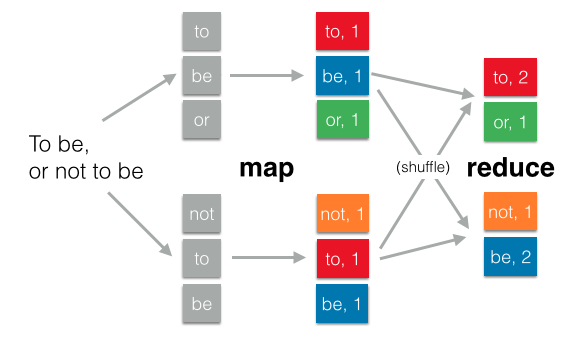 To be,
or not to be
to
be
or
not
to
be
map
to, 1
be, 1
or, 1
not, 1
to, 1
be, 1
(shuffle)
reduce
to, 2
or, 1
not, 1
be, 2